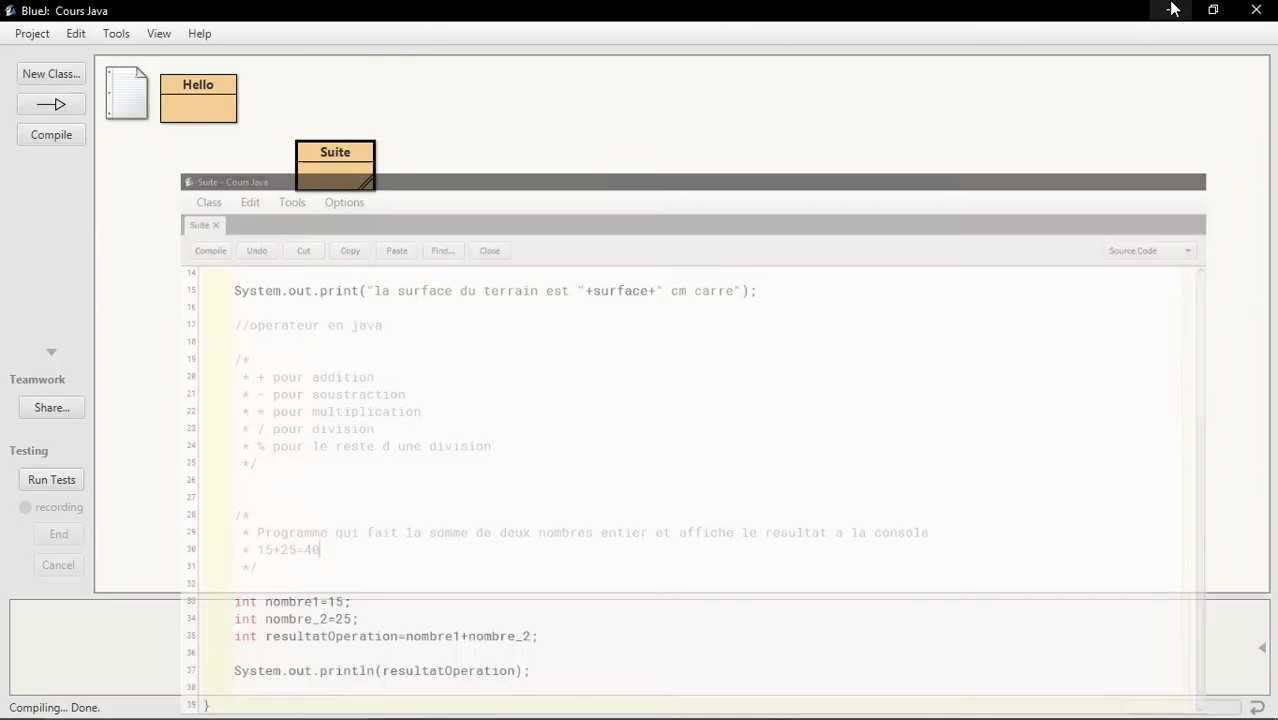 BlueJ: Cours Java
Project Edit Tools View Help
New Class...
Compile
Hello
Suite
Suite - Cours Java
Class Edit Tools Options
Suite
Compile Undo Cut Copy Paste Find... Close Source Code
14
15 System.out.print("la surface du terrain est "+surface+" cm carre");
16
17 //operateur en java
18
19 /*
20 * + pour addition
21 * - pour soustraction
22 * * pour multiplication
23 * / pour division
24 * % pour le reste d une division
25 */
26
27
28 /*
29 * Programme qui fait la somme de deux nombres entier et affiche le resultat a la console
30 * 15+25=40
31 */
32
33 int nombre1=15;
34 int nombre_2=25;
35 int resultatOperation=nombre1+nombre_2;
36
37 System.out.println(resultatOperation);
38
39 }
Teamwork
Share...
Testing
Run Tests
recording
End
Cancel
Compiling... Done.